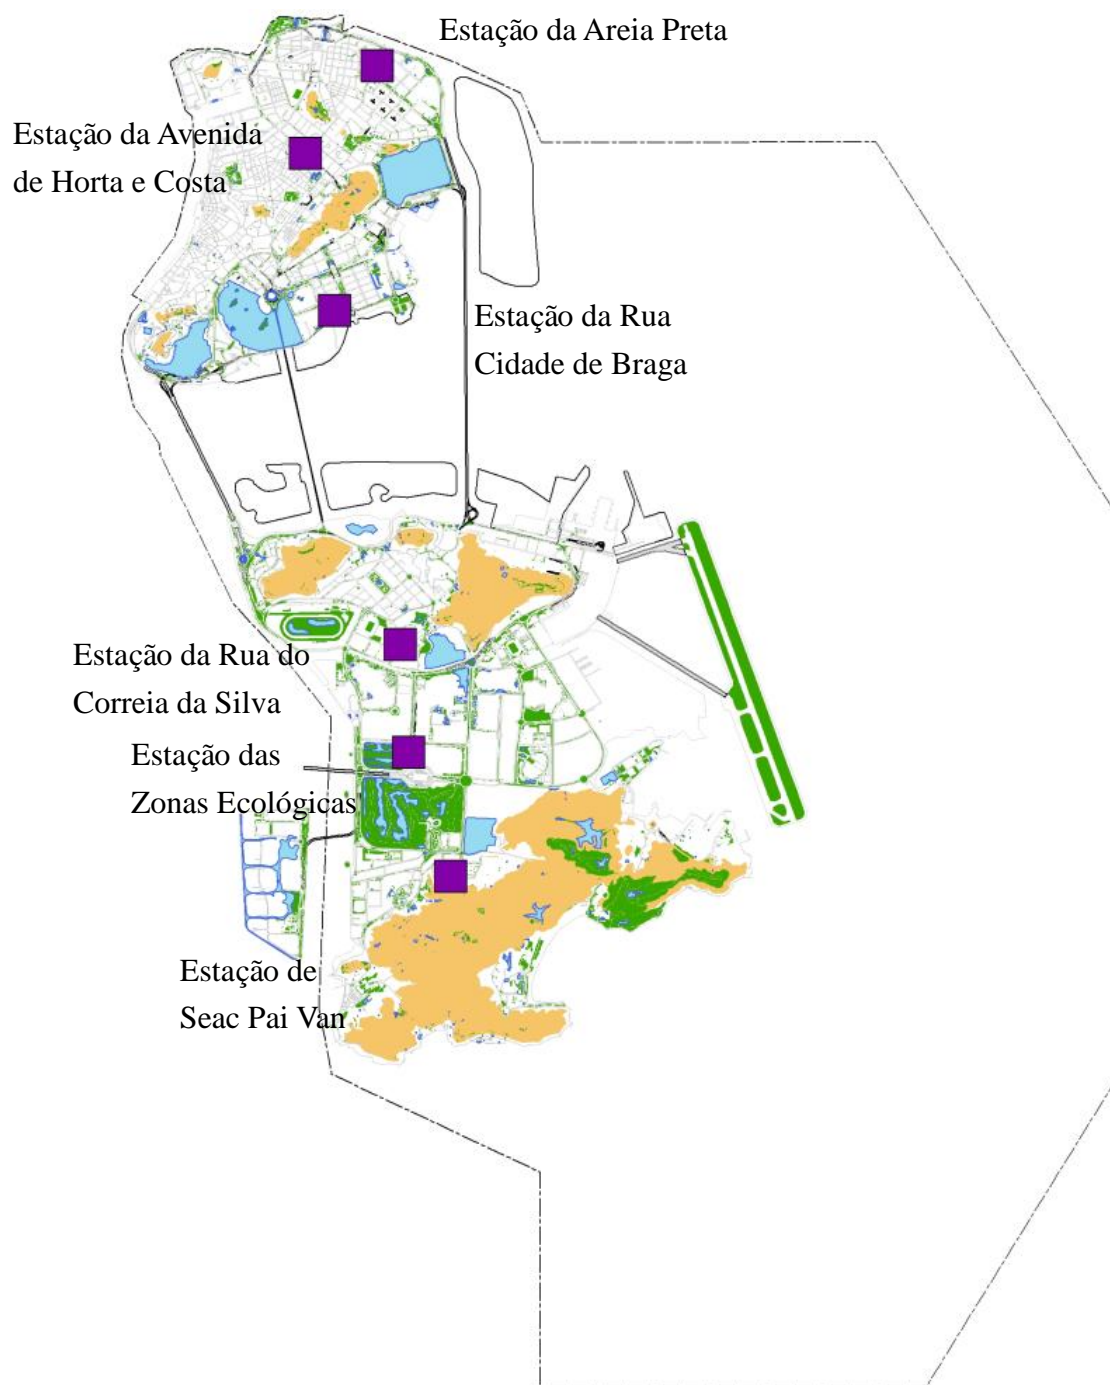 Estação da Areia Preta
Estação da Avenida
de Horta e Costa
Estação da Rua
Cidade de Braga
Estação da Rua do
Correia da Silva
Estação das
Zonas Ecológicas
Estação de
Seac Pai Van